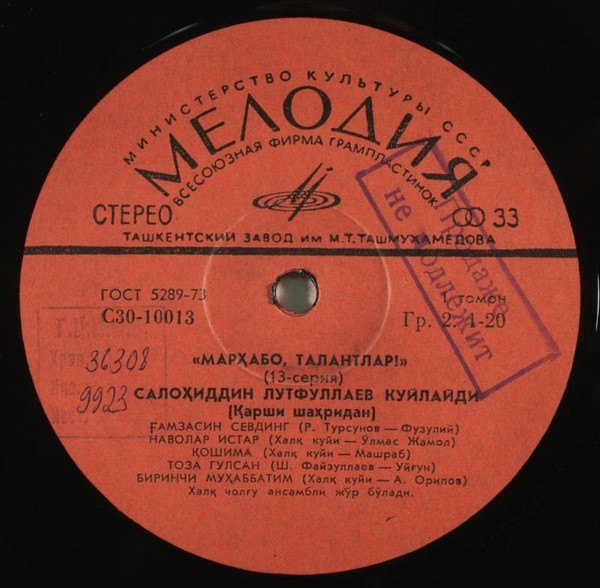 МИНИСТЕРСТВО КУЛЬТУРЫ СССР
МЕЛОДИЯ
ВСЕСОЮЗНАЯ ФИРМА ГРАМПЛАСТИНОК
СТЕРЕО
33
ТАШКЕНТСКИЙ ЗАВОД ИМ М.Т.ТАШМУХАМЕДОВА
ГОСТ 5289-73
1 томон
С30-10013
Гр. 2. 1-20
Продаже
не подлежит
36308
9923
«МАРҲАБО, ТАЛАНТЛАР!»
(13-серия)
САЛОҲИДДИН ЛУТФУЛЛАЕВ КУЙЛАЙДИ
(Қарши шаҳридан)
ҒАМЗАСИН СЕВДИНГ (Р. Турсунов — Фузулий)
НАВОЛАР ИСТАР (Халқ куйи — Ўлмас Жамол)
ҚОШИМА (Халқ куйи — Машраб)
ТОЗА ГУЛСАН (Ш. Файзуллаев — Уйғун)
БИРИНЧИ МУҲАББАТИМ (Халқ куйи — А. Орипов)
Халқ чолғу ансамбли жўр бўлади.